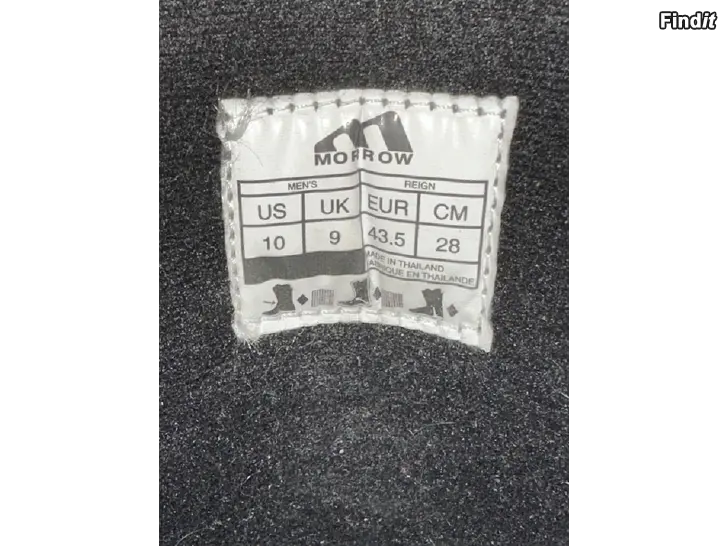 Findit
MORROW
MEN'S REIGN
US UK EUR CM
10 9 43.5 28
MADE IN THAILAND
FABRIQUE EN THAILANDE